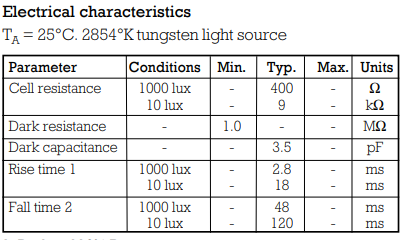 Electrical characteristics
T_A = 25°C. 2854°K tungsten light source
Parameter Conditions Min. Typ. Max. Units
Cell resistance 1000 lux - 400 - Ω
10 lux - 9 - kΩ
Dark resistance - 1.0 - - MΩ
Dark capacitance - - 3.5 - pF
Rise time 1 1000 lux - 2.8 - ms
10 lux - 18 - ms
Fall time 2 1000 lux - 48 - ms
10 lux - 120 - ms